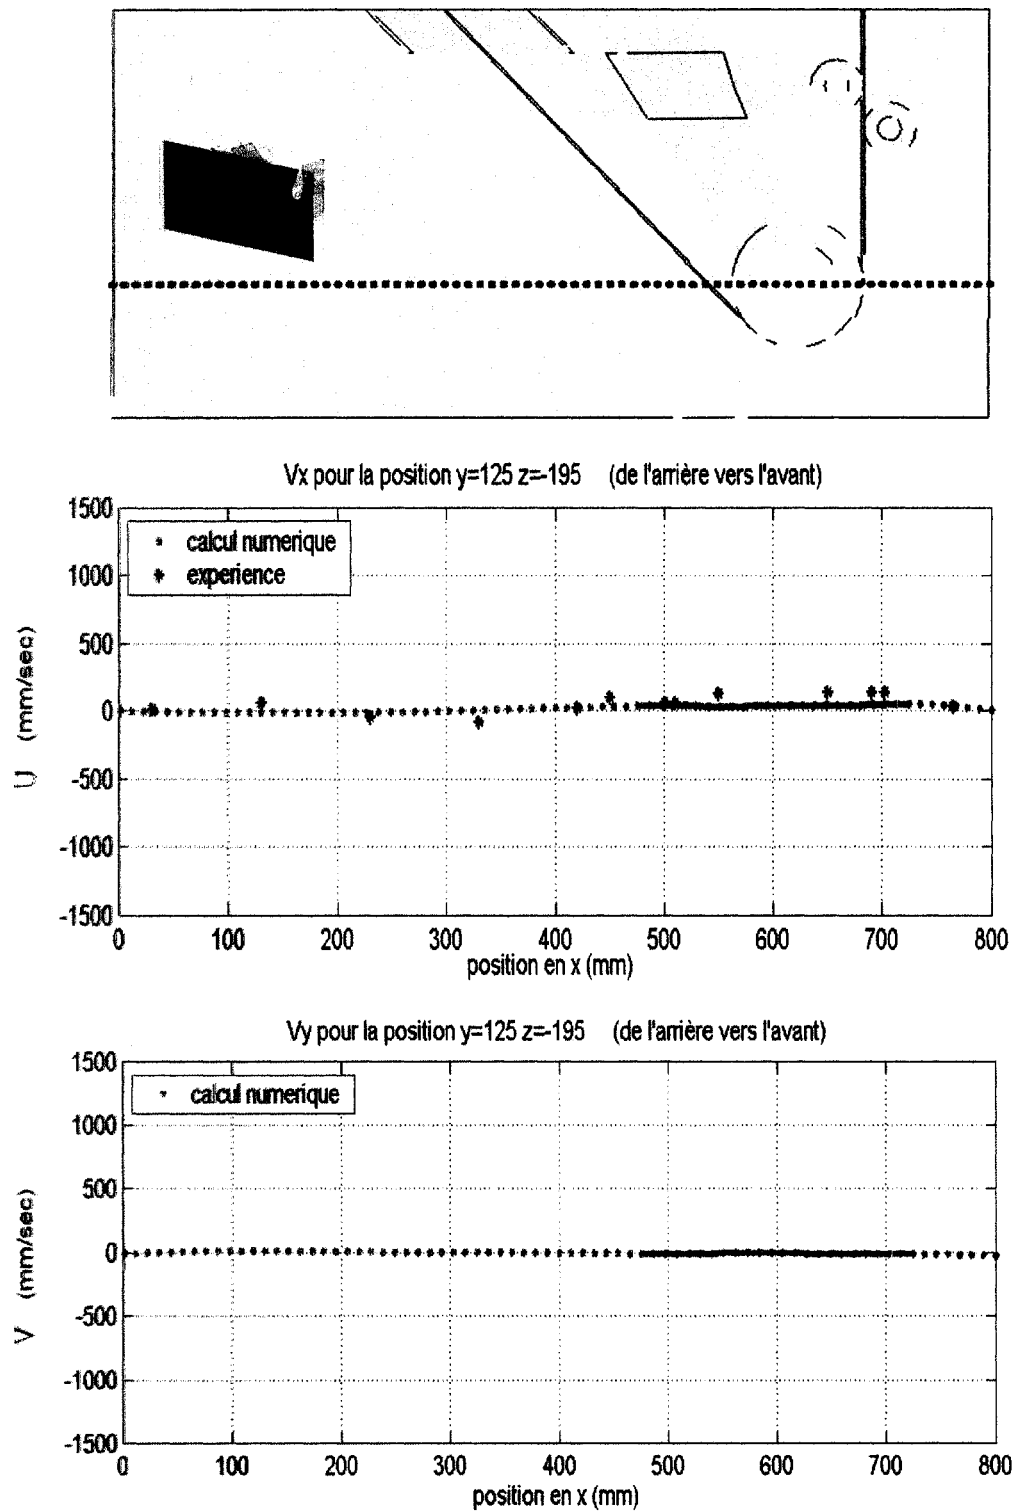 Vx pour la position y=125 z=-195 (de l'arrière vers l'avant)
1500
1000
500
0
-500
-1000
-1500
calcul numerique
experience
U (mm/sec)
0 100 200 300 400 500 600 700 800
position en x (mm)
Vy pour la position y=125 z=-195 (de l'arrière vers l'avant)
1500
1000
500
0
-500
-1000
-1500
calcul numerique
V (mm/sec)
0 100 200 300 400 500 600 700 800
position en x (mm)